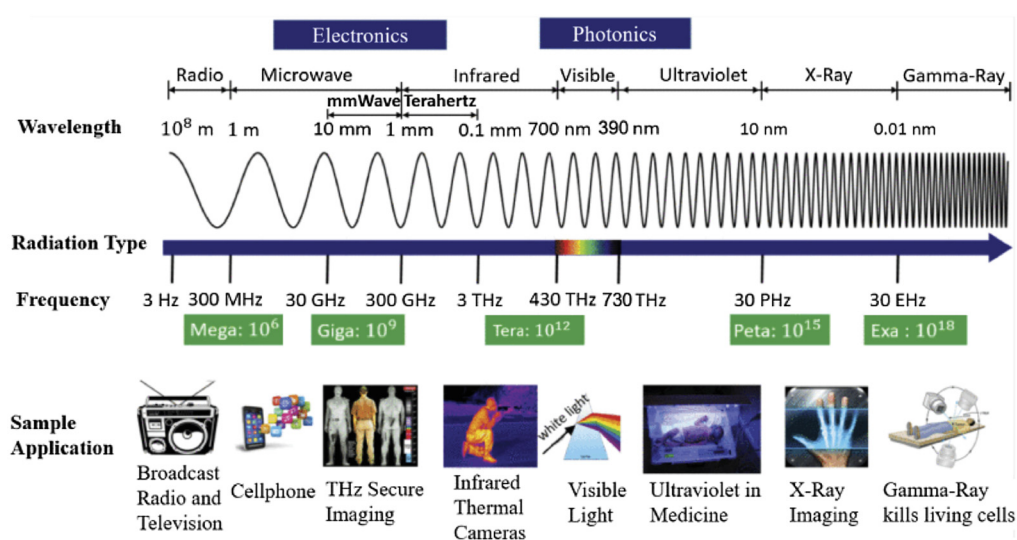 Electronics Photonics
Radio Microwave Infrared Visible Ultraviolet X-Ray Gamma-Ray
mmWave Terahertz
Wavelength 10⁸ m 1 m 10 mm 1 mm 0.1 mm 700 nm 390 nm 10 nm 0.01 nm
Radiation Type
Frequency 3 Hz 300 MHz 30 GHz 300 GHz 3 THz 430 THz 730 THz 30 PHz 30 EHz
Mega: 10⁶ Giga: 10⁹ Tera: 10¹² Peta: 10¹⁵ Exa : 10¹⁸
white light
Sample
Application
Broadcast
Radio and
Television
Cellphone
THz Secure
Imaging
Infrared
Thermal
Cameras
Visible
Light
Ultraviolet in
Medicine
X-Ray
Imaging
Gamma-Ray
kills living cells